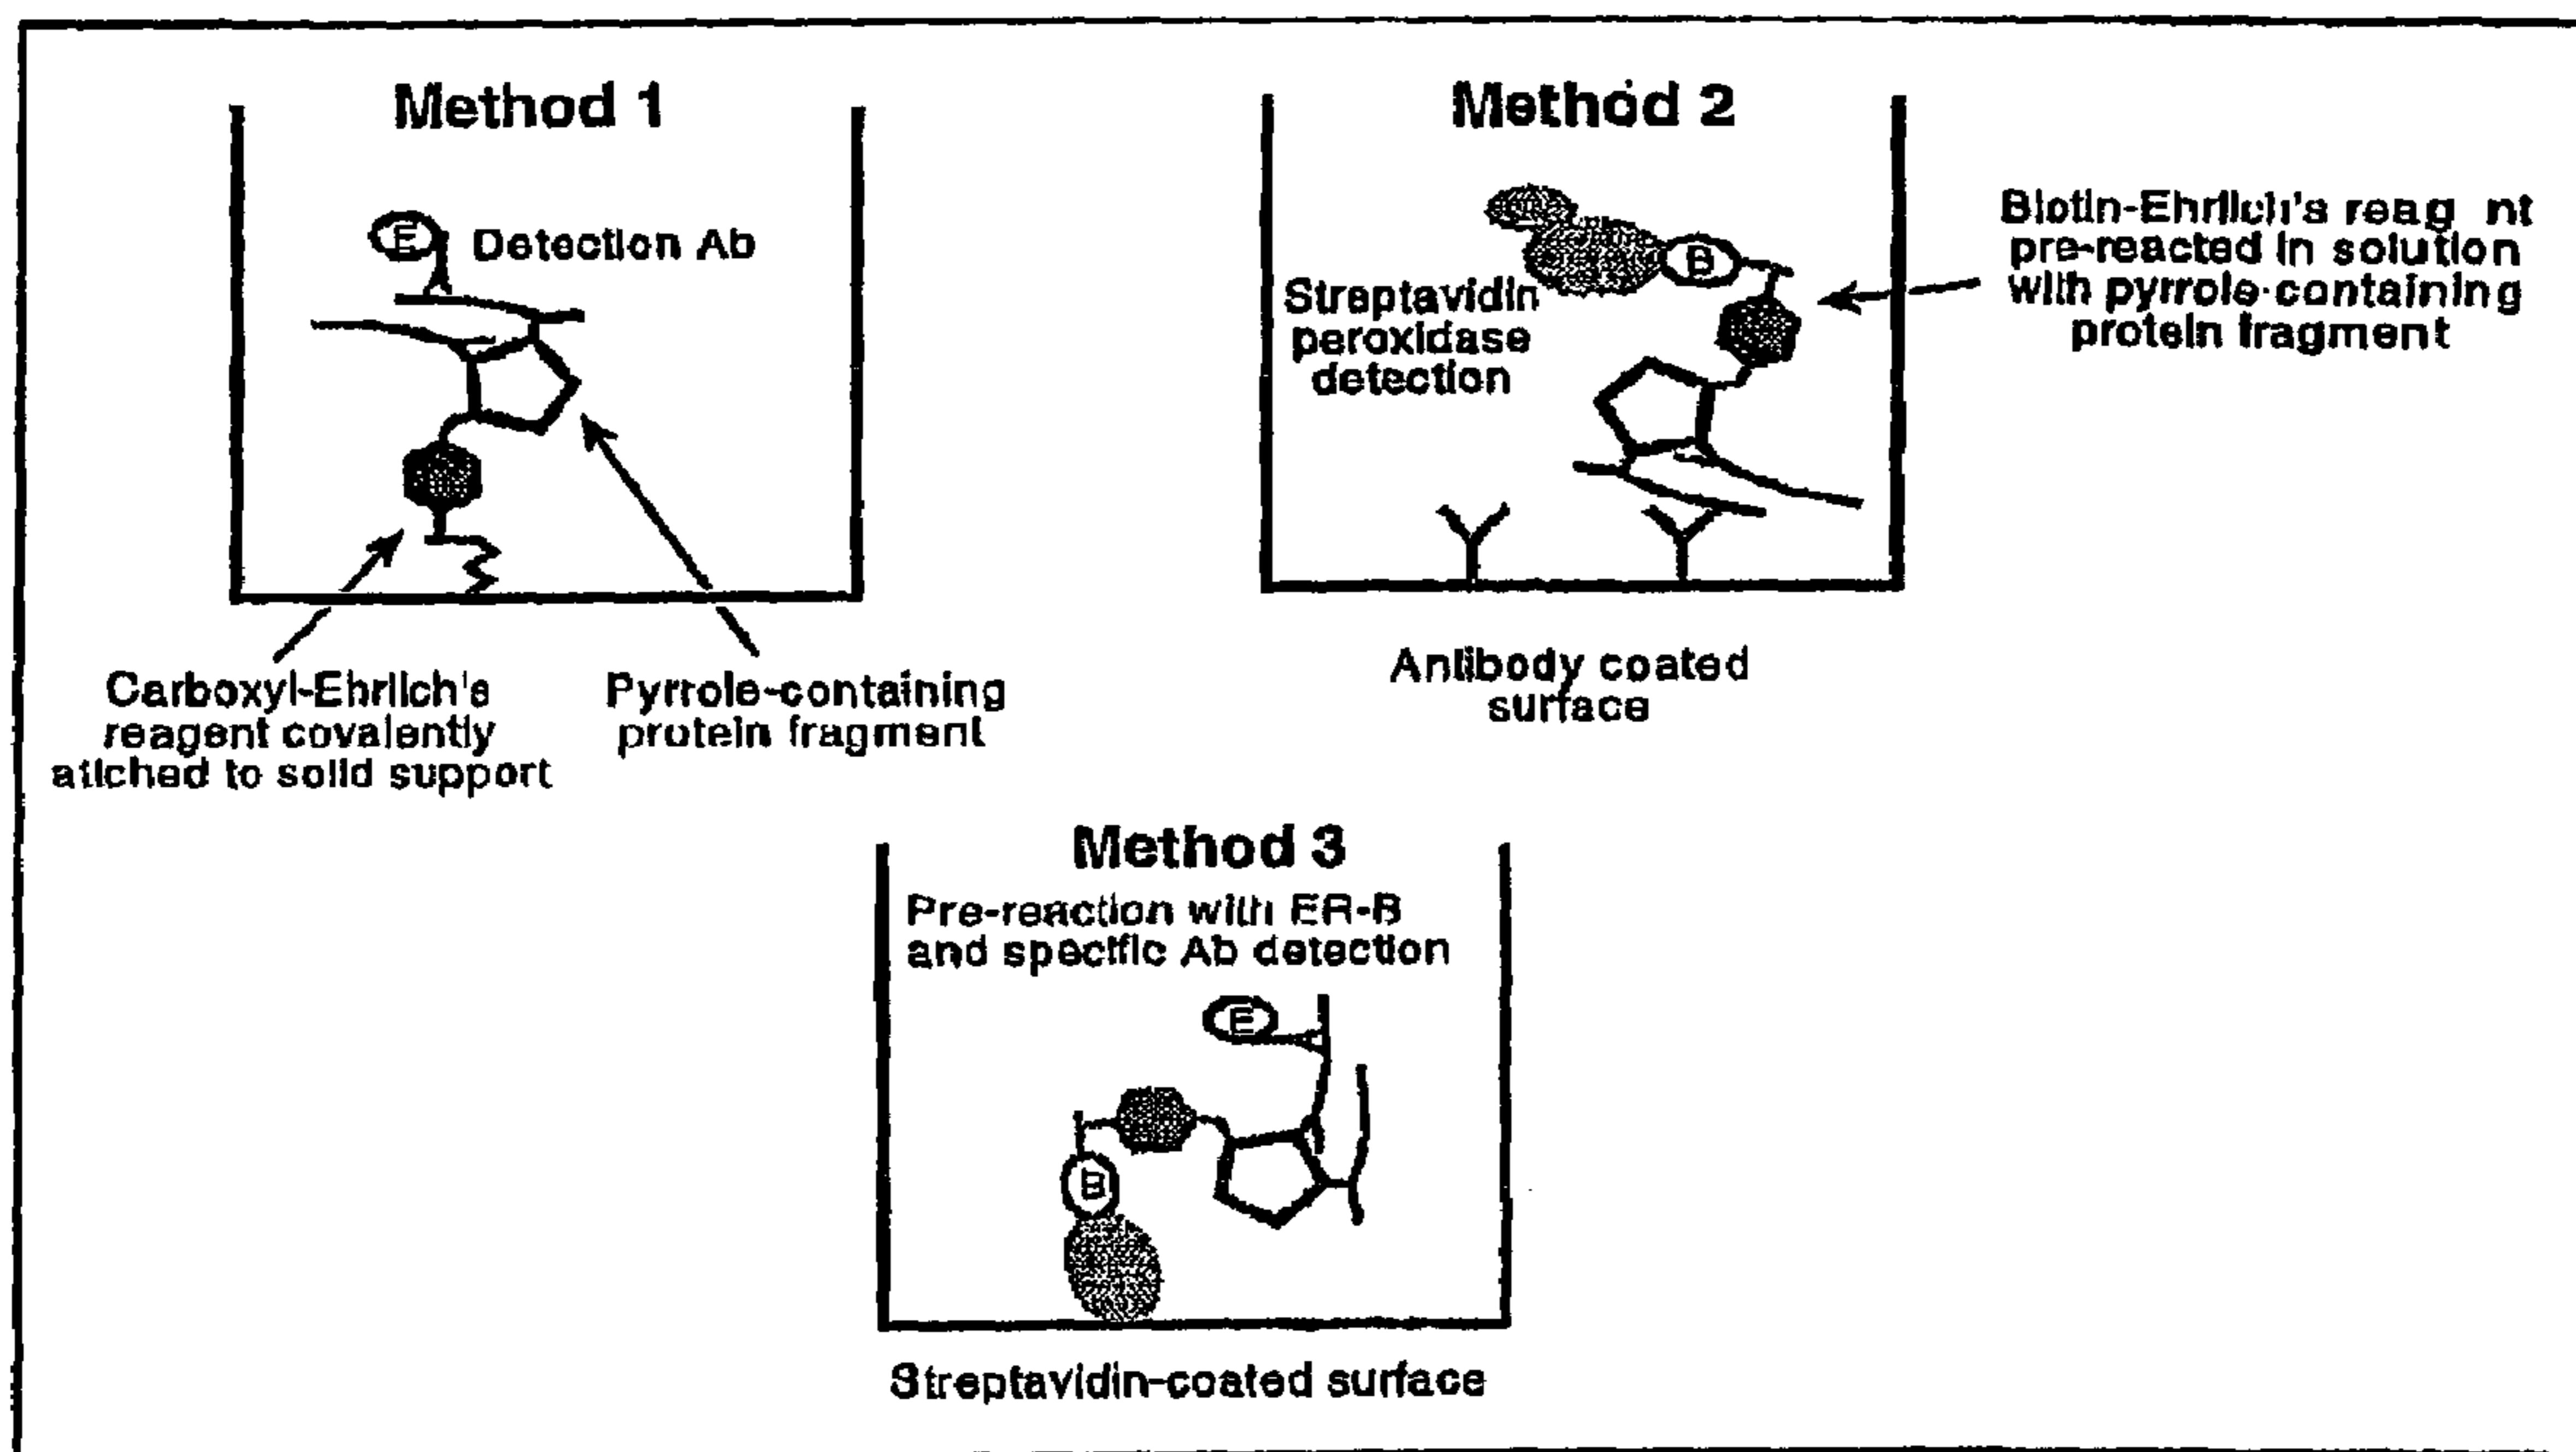 Method 1
E
Detection Ab
Carboxyl-Ehrlich's
reagent covalently
attched to solid support
Pyrrole-containing
protein fragment
Method 2
B
Streptavidin
peroxidase
detection
Biotin-Ehrlich's reag nt
pre-reacted in solution
with pyrrole-containing
protein fragment
Antibody coated
surface
Method 3
Pre-reaction with ER-B
and specific Ab detection
E
B
Streptavidin-coated surface